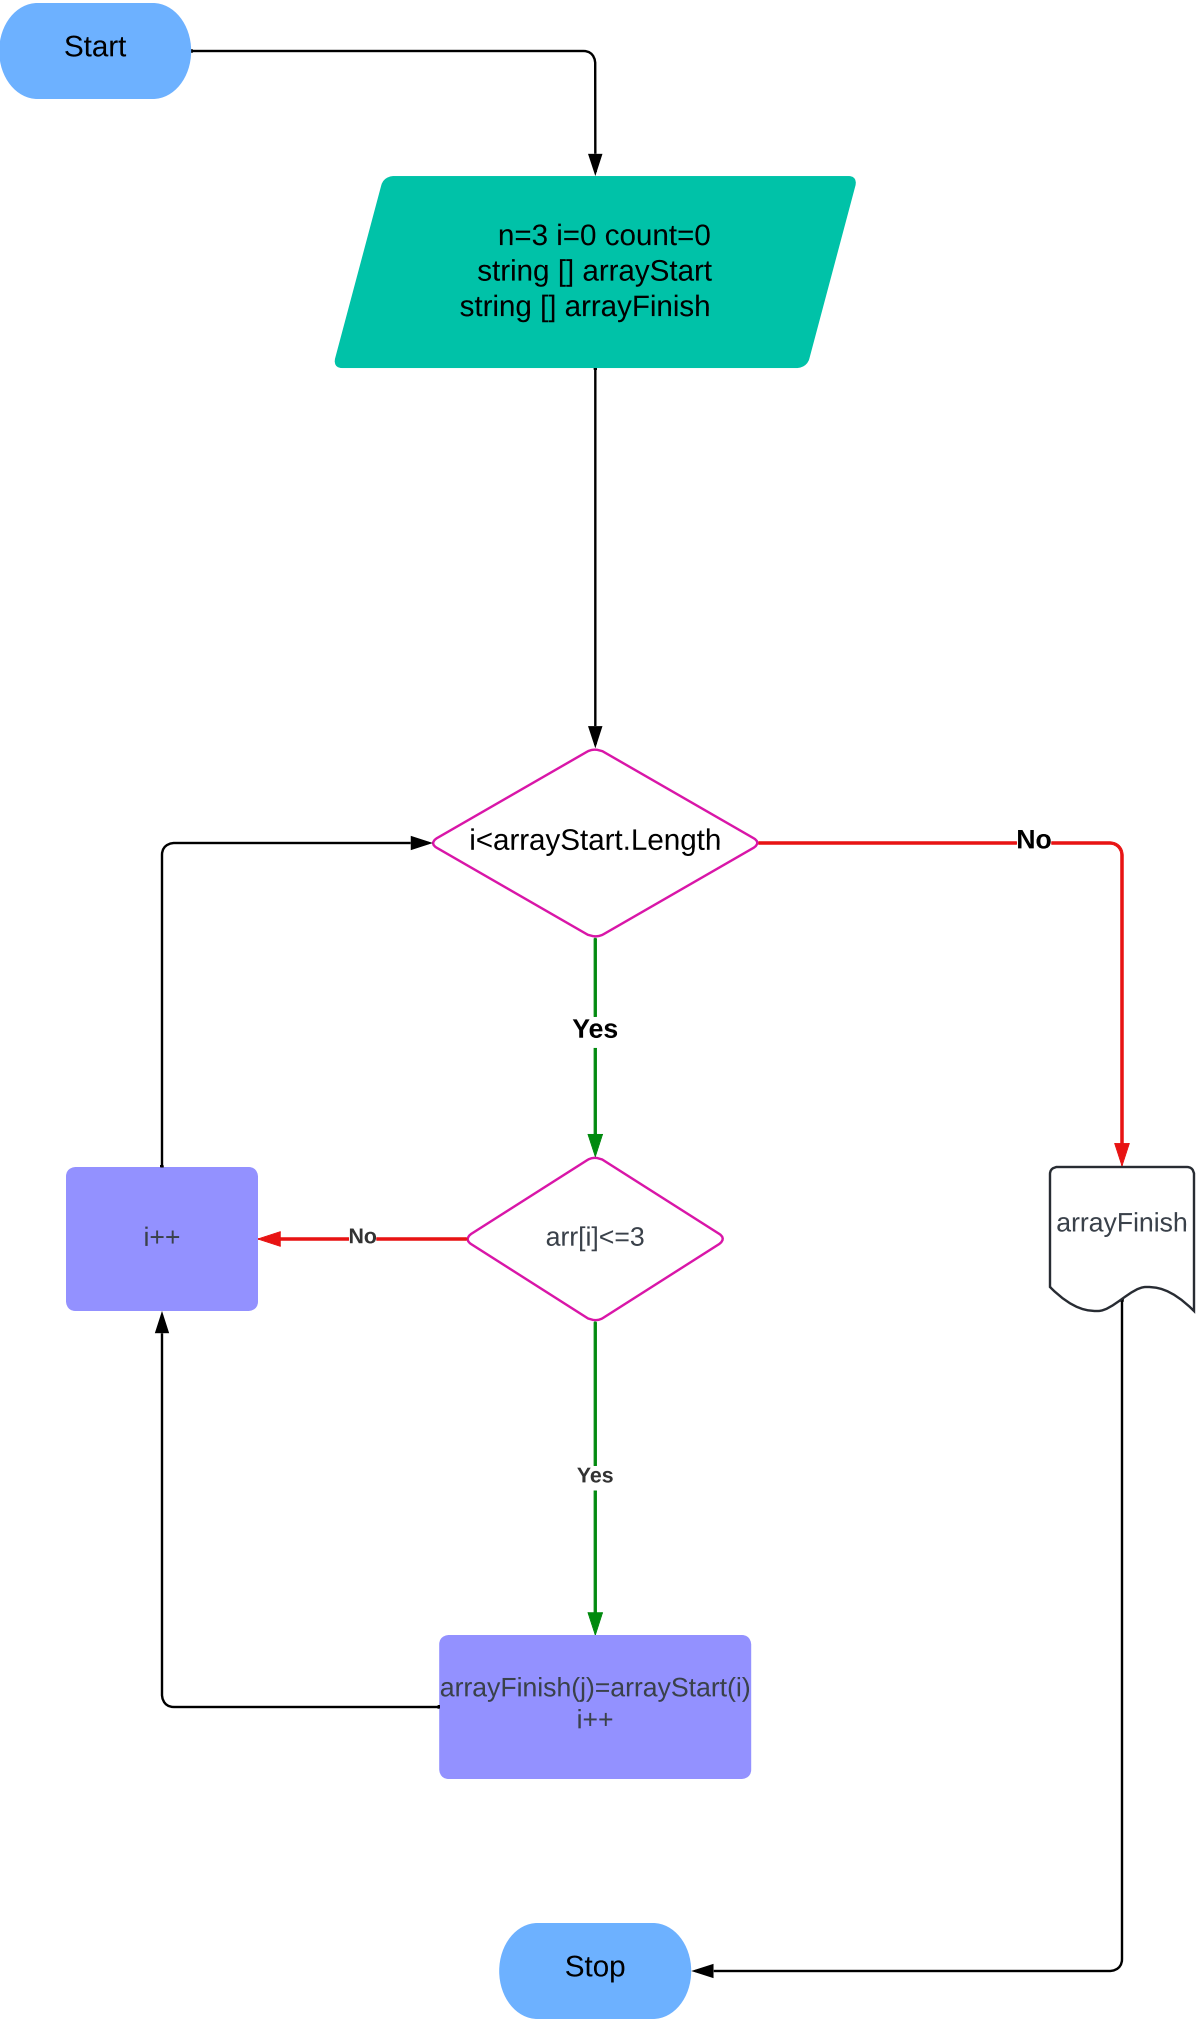 Start
n=3 i=0 count=0
string [] arrayStart
string [] arrayFinish
i<arrayStart.Length
No
Yes
i++
No
arr[i]<=3
arrayFinish
Yes
arrayFinish(j)=arrayStart(i)
i++
Stop